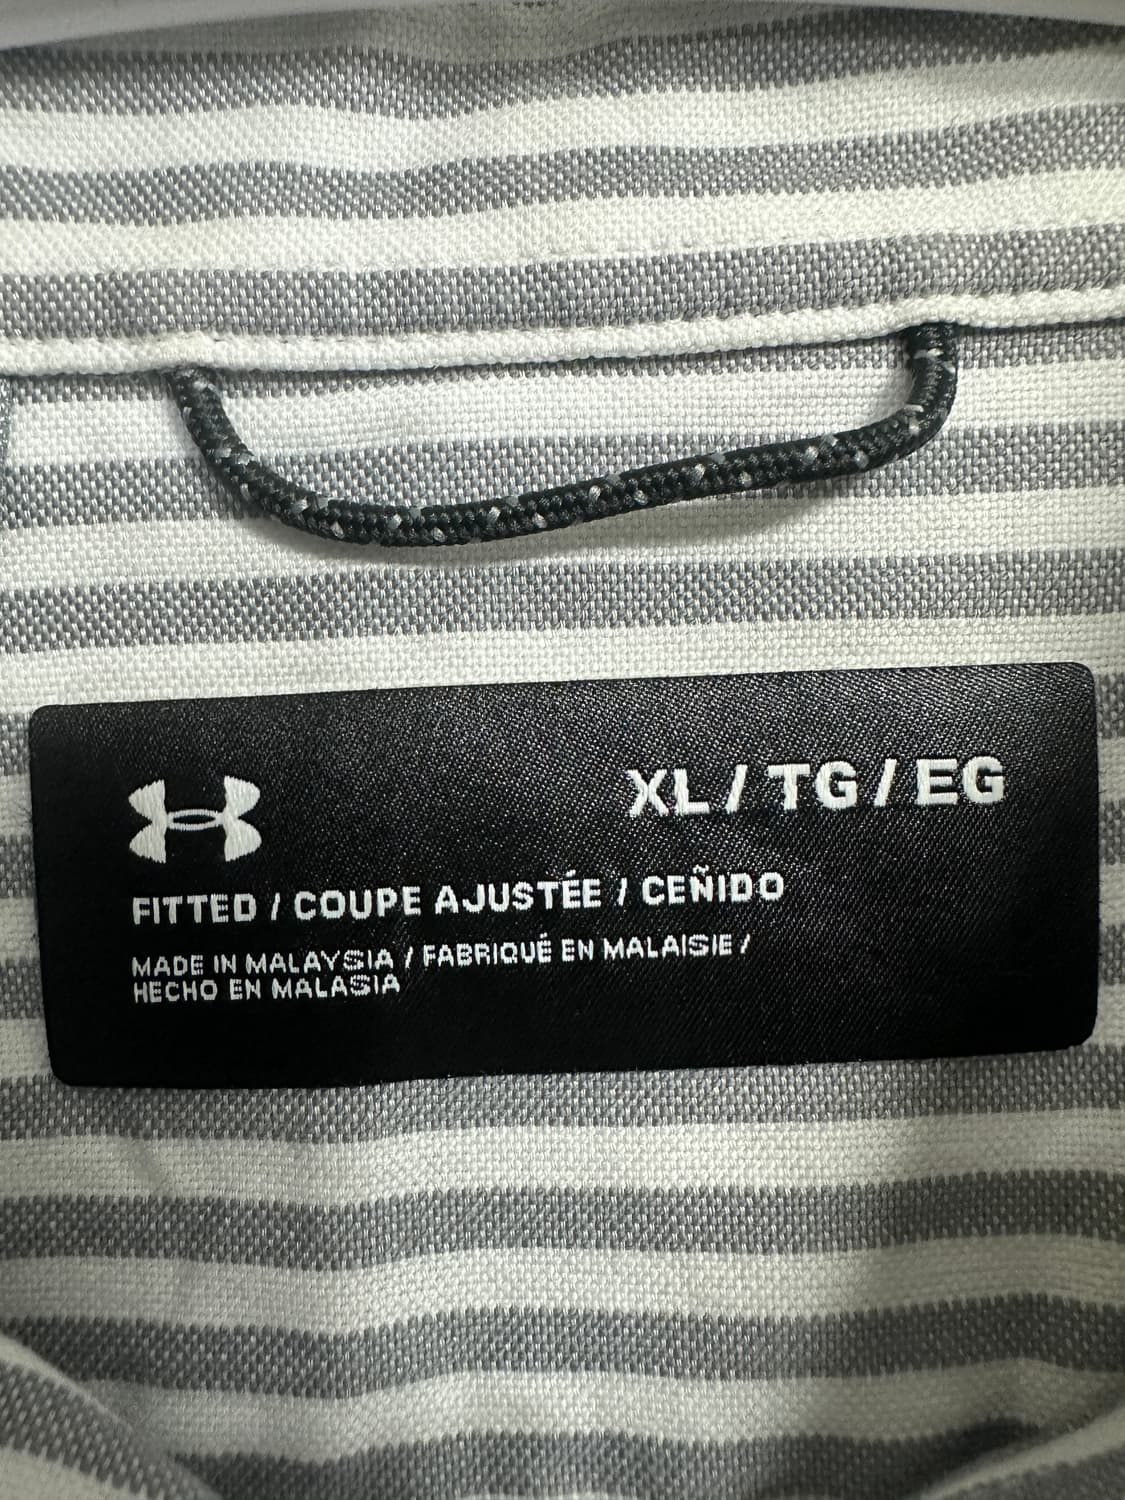 XL / TG / EG
FITTED / COUPE AJUSTÉE / CEÑIDO
MADE IN MALAYSIA / FABRIQUÉ EN MALAISIE /
HECHO EN MALASIA